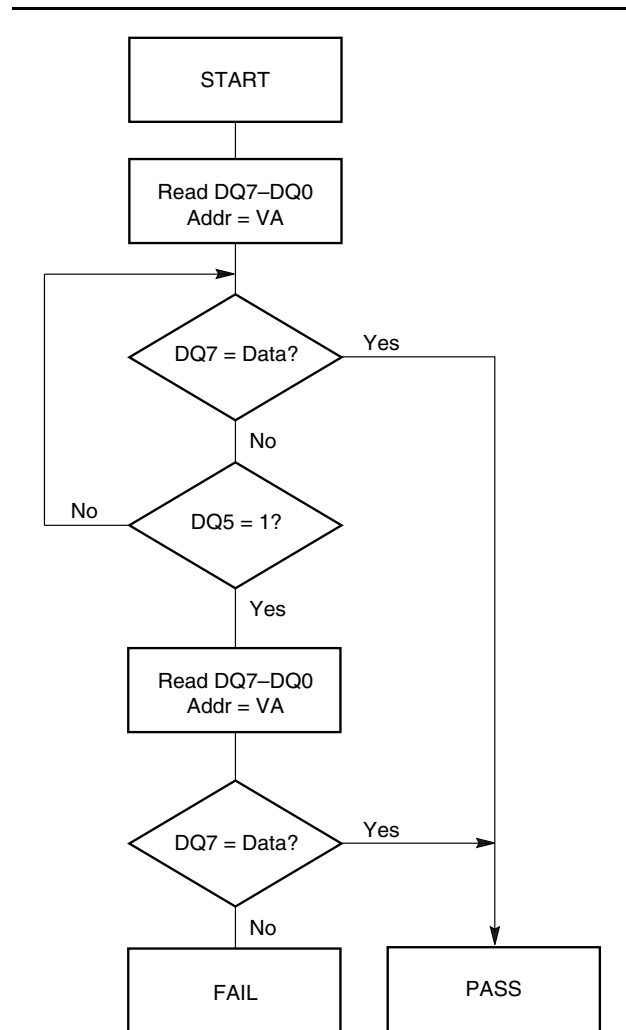 START
Read DQ7–DQ0
Addr = VA
DQ7 = Data?
Yes
No
No
DQ5 = 1?
Yes
Read DQ7–DQ0
Addr = VA
DQ7 = Data?
Yes
No
FAIL
PASS